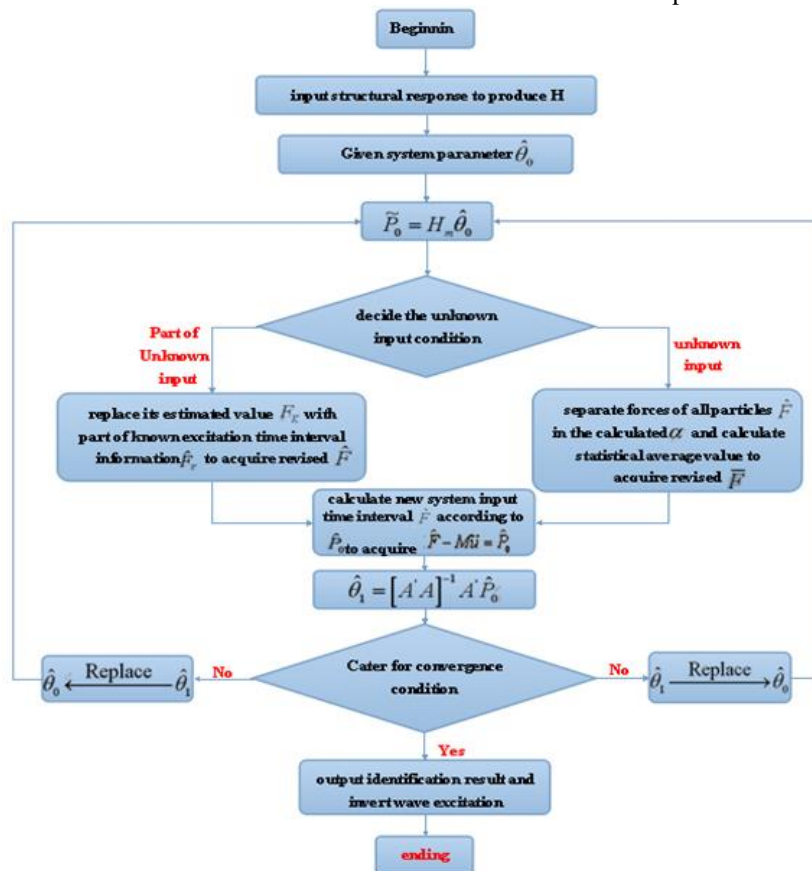 Beginnin
input structural response to produce H
Given system parameter θ̂₀
P̃₀ = Hₘθ̂₀
decide the unknown
input condition
Part of
Unknown
input
unknown
input
replace its estimated value F with
part of known excitation time interval
information F̂ to acquire revised F̂
separate forces of all particles F̂
in the calculated α and calculate
statistical average value to
acquire revised F̅
calculate new system input
time interval F̂ according to
P̂₀ to acquire F̂ − Mü = P̂₀
θ̂₁ = [A'A]⁻¹ A'P̂₀
Cater for convergence
condition
No
θ̂₀ ← Replace θ̂₁
No
θ̂₁ Replace → θ̂₀
Yes
output identification result and
invert wave excitation
ending